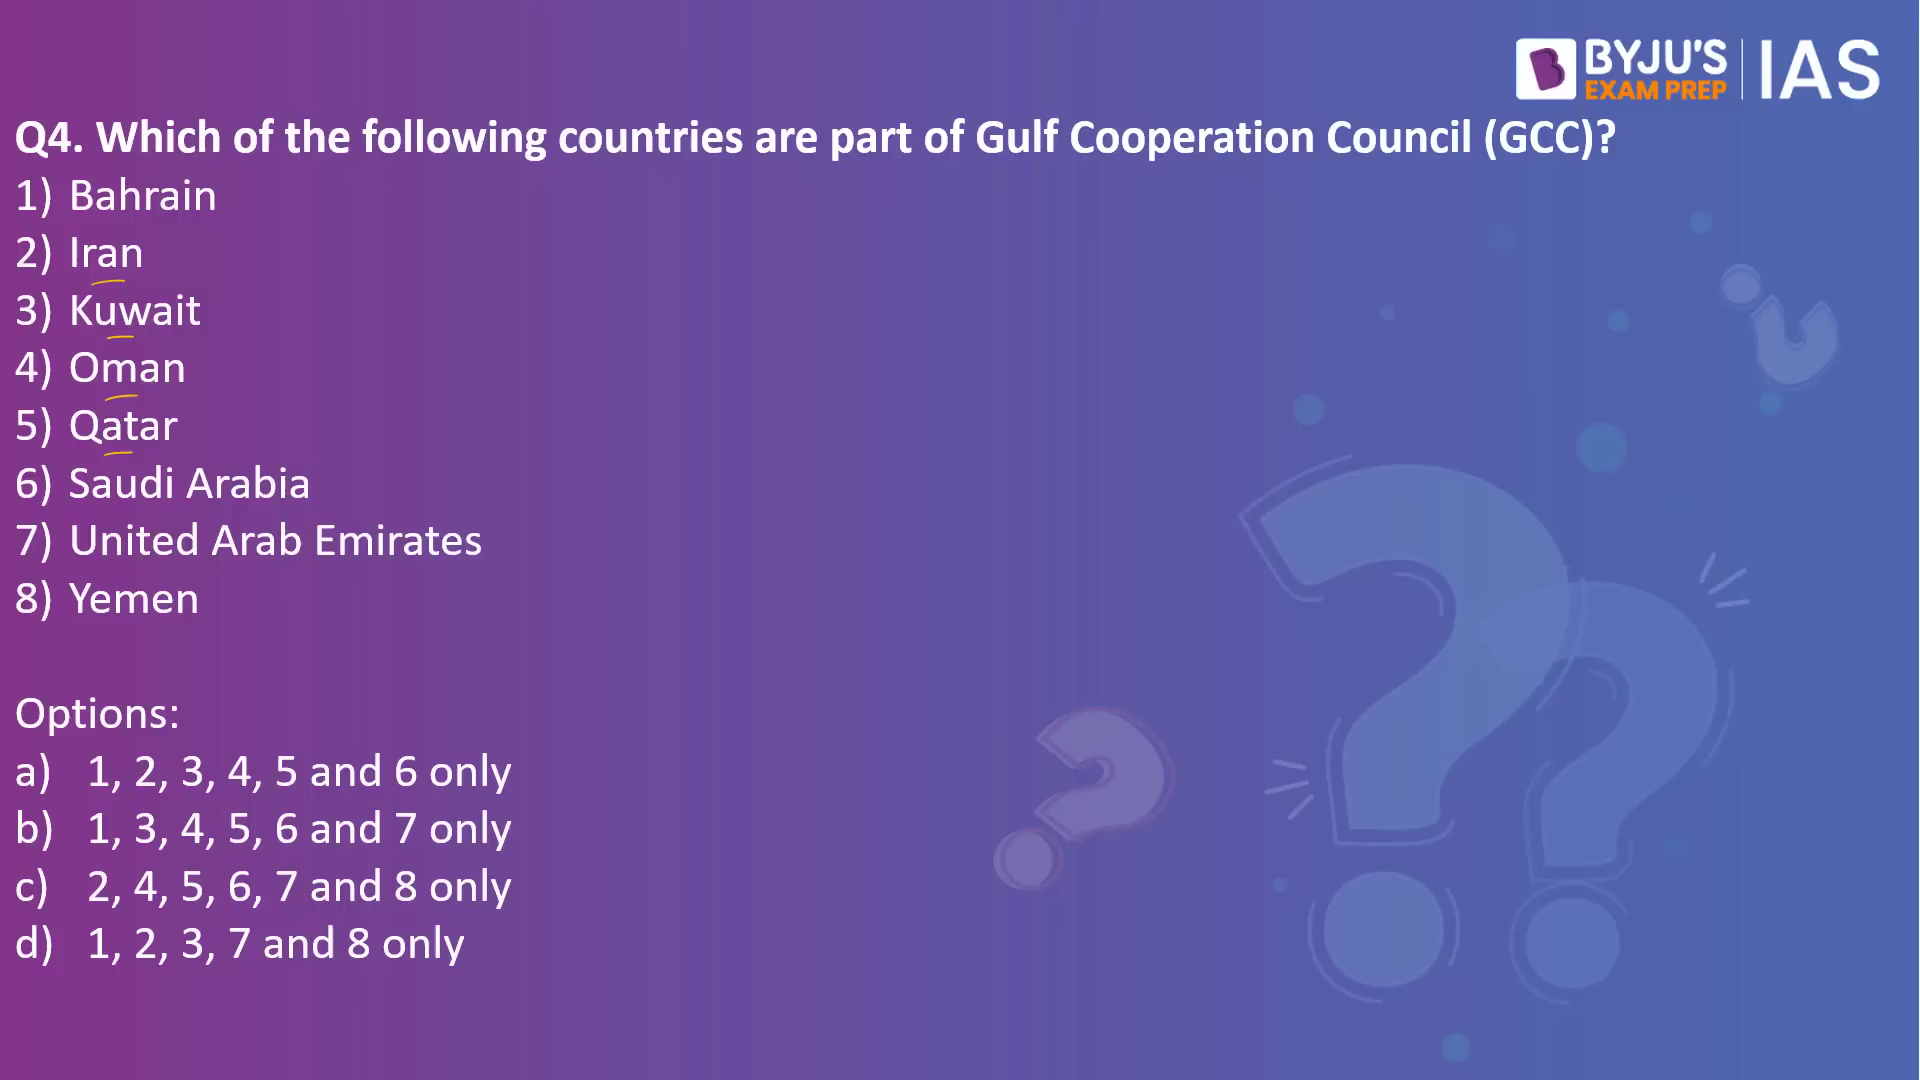 BYJU'S
EXAM PREP
IAS
Q4. Which of the following countries are part of Gulf Cooperation Council (GCC)?
1) Bahrain
2) Iran
3) Kuwait
4) Oman
5) Qatar
6) Saudi Arabia
7) United Arab Emirates
8) Yemen
Options:
a) 1, 2, 3, 4, 5 and 6 only
b) 1, 3, 4, 5, 6 and 7 only
c) 2, 4, 5, 6, 7 and 8 only
d) 1, 2, 3, 7 and 8 only